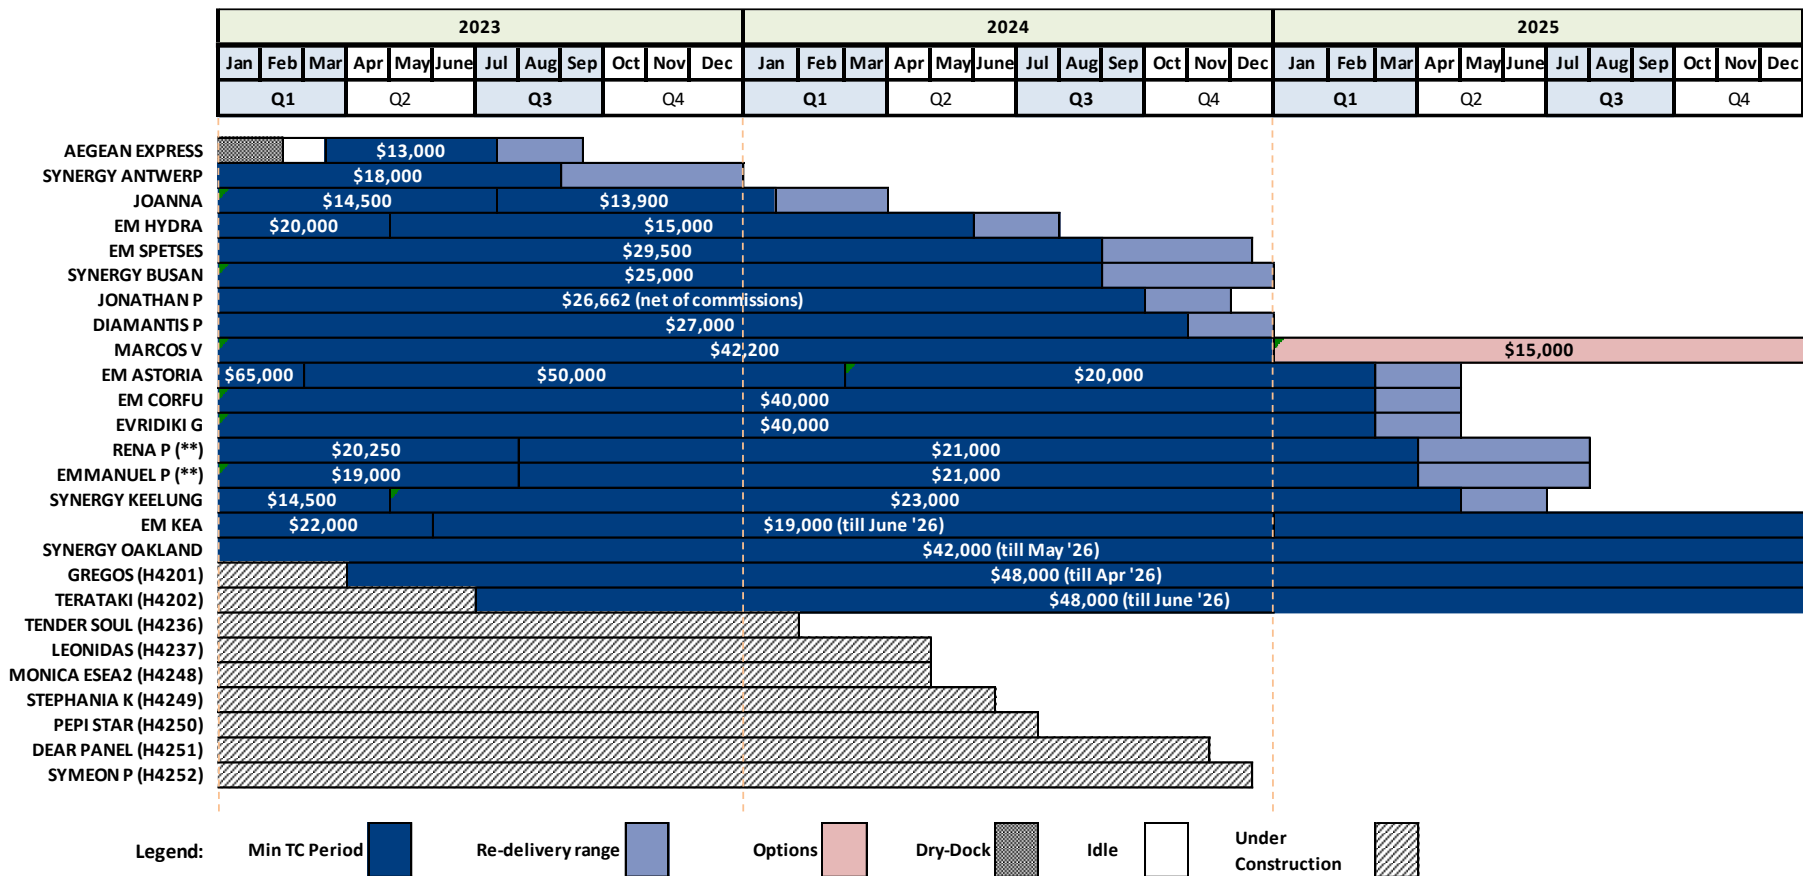 2023 2024 2025
Jan Feb Mar Apr May June Jul Aug Sep Oct Nov Dec Jan Feb Mar Apr May June Jul Aug Sep Oct Nov Dec Jan Feb Mar Apr May June Jul Aug Sep Oct Nov Dec
Q1 Q2 Q3 Q4 Q1 Q2 Q3 Q4 Q1 Q2 Q3 Q4
AEGEAN EXPRESS $13,000
SYNERGY ANTWERP $18,000
JOANNA $14,500 $13,900
EM HYDRA $20,000 $15,000
EM SPETSES $29,500
SYNERGY BUSAN $25,000
JONATHAN P $26,662 (net of commissions)
DIAMANTIS P $27,000
MARCOS V $42,200 $15,000
EM ASTORIA $65,000 $50,000 $20,000
EM CORFU $40,000
EVRIDIKI G $40,000
RENA P (**) $20,250 $21,000
EMMANUEL P (**) $19,000 $21,000
SYNERGY KEELUNG $14,500 $23,000
EM KEA $22,000 $19,000 (till June '26)
SYNERGY OAKLAND $42,000 (till May '26)
GREGOS (H4201) $48,000 (till Apr '26)
TERATAKI (H4202) $48,000 (till June '26)
TENDER SOUL (H4236)
LEONIDAS (H4237)
MONICA ESEA2 (H4248)
STEPHANIA K (H4249)
PEPI STAR (H4250)
DEAR PANEL (H4251)
SYMEON P (H4252)
Legend: Min TC Period Re-delivery range Options Dry-Dock Idle Under
Construction